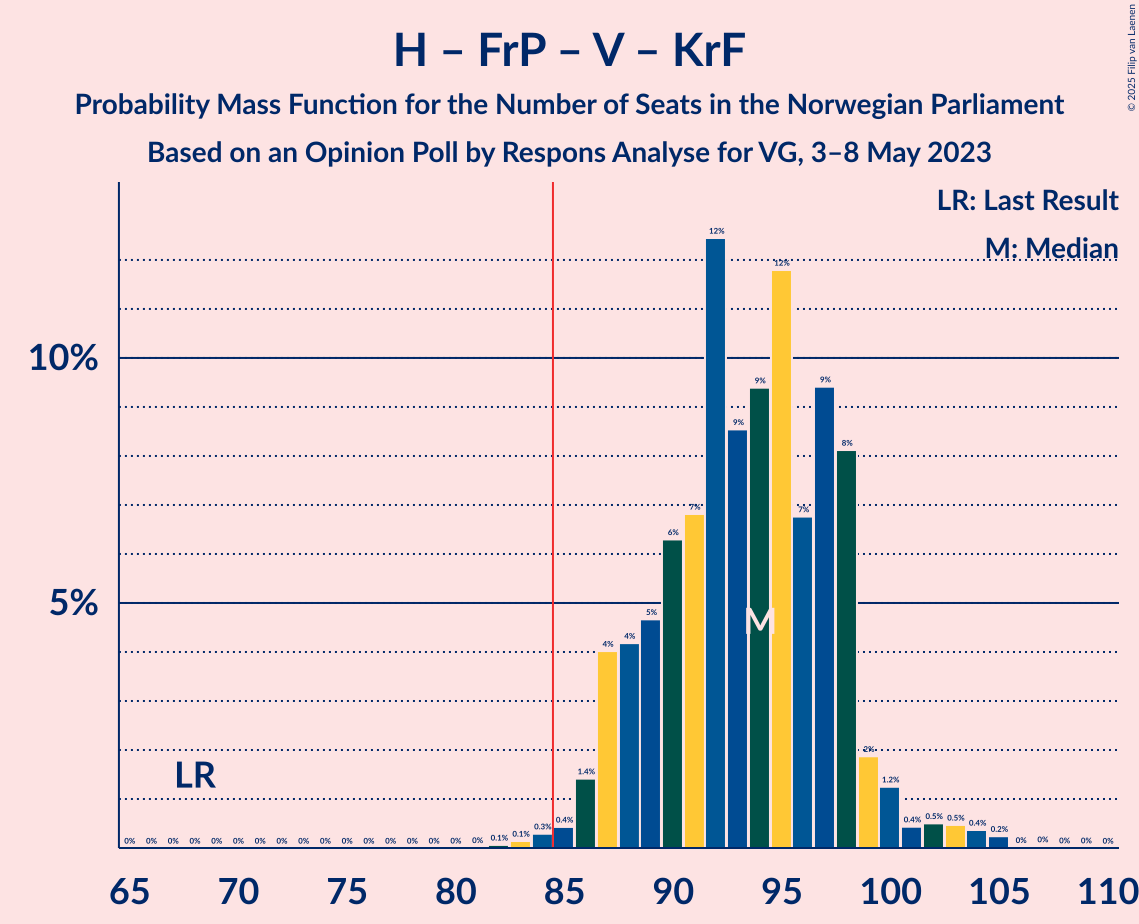 H – FrP – V – KrF
Probability Mass Function for the Number of Seats in the Norwegian Parliament
Based on an Opinion Poll by Respons Analyse for VG, 3–8 May 2023
© 2025 Filip van Laenen
LR: Last Result
M: Median
10%
5%
LR
M
0% 0% 0% 0% 0% 0% 0% 0% 0% 0% 0% 0% 0% 0% 0% 0% 0% 0.1% 0.1% 0.3% 0.4% 1.4% 4% 4% 5% 6% 7% 12% 9% 9% 12% 7% 9% 8% 2% 1.2% 0.4% 0.5% 0.5% 0.4% 0.2% 0% 0% 0% 0% 0%
65 70 75 80 85 90 95 100 105 110